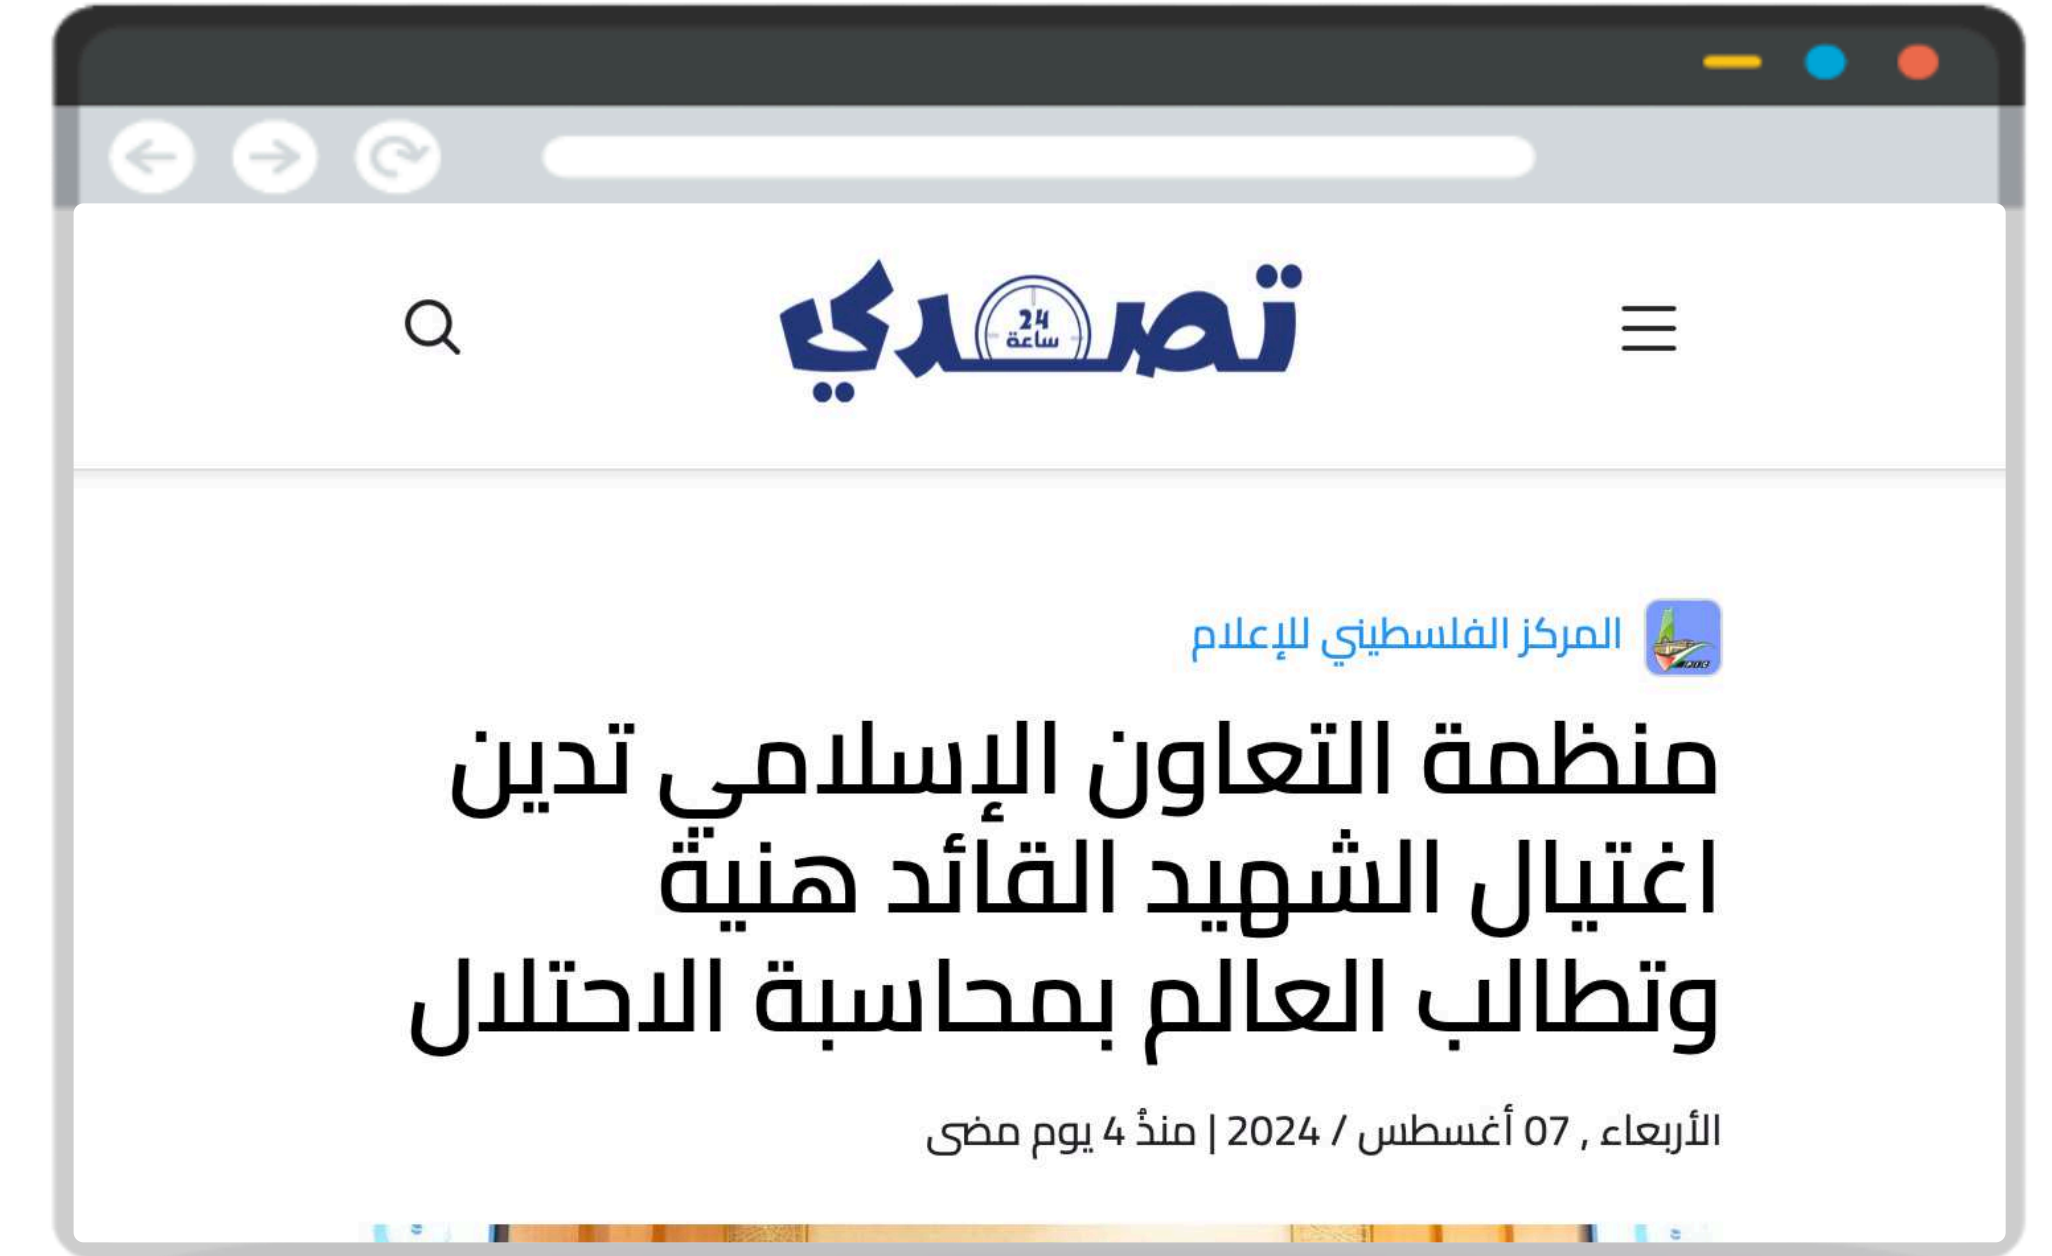 تصدي
24
ساعة
المركز الفلسطيني للإعلام
منظمة التعاون الإسلامي تدين
اغتيال الشهيد القائد هنية
وتطالب العالم بمحاسبة الاحتلال
الأربعاء , 07 أغسطس / 2024 | منذُ 4 يوم مضى